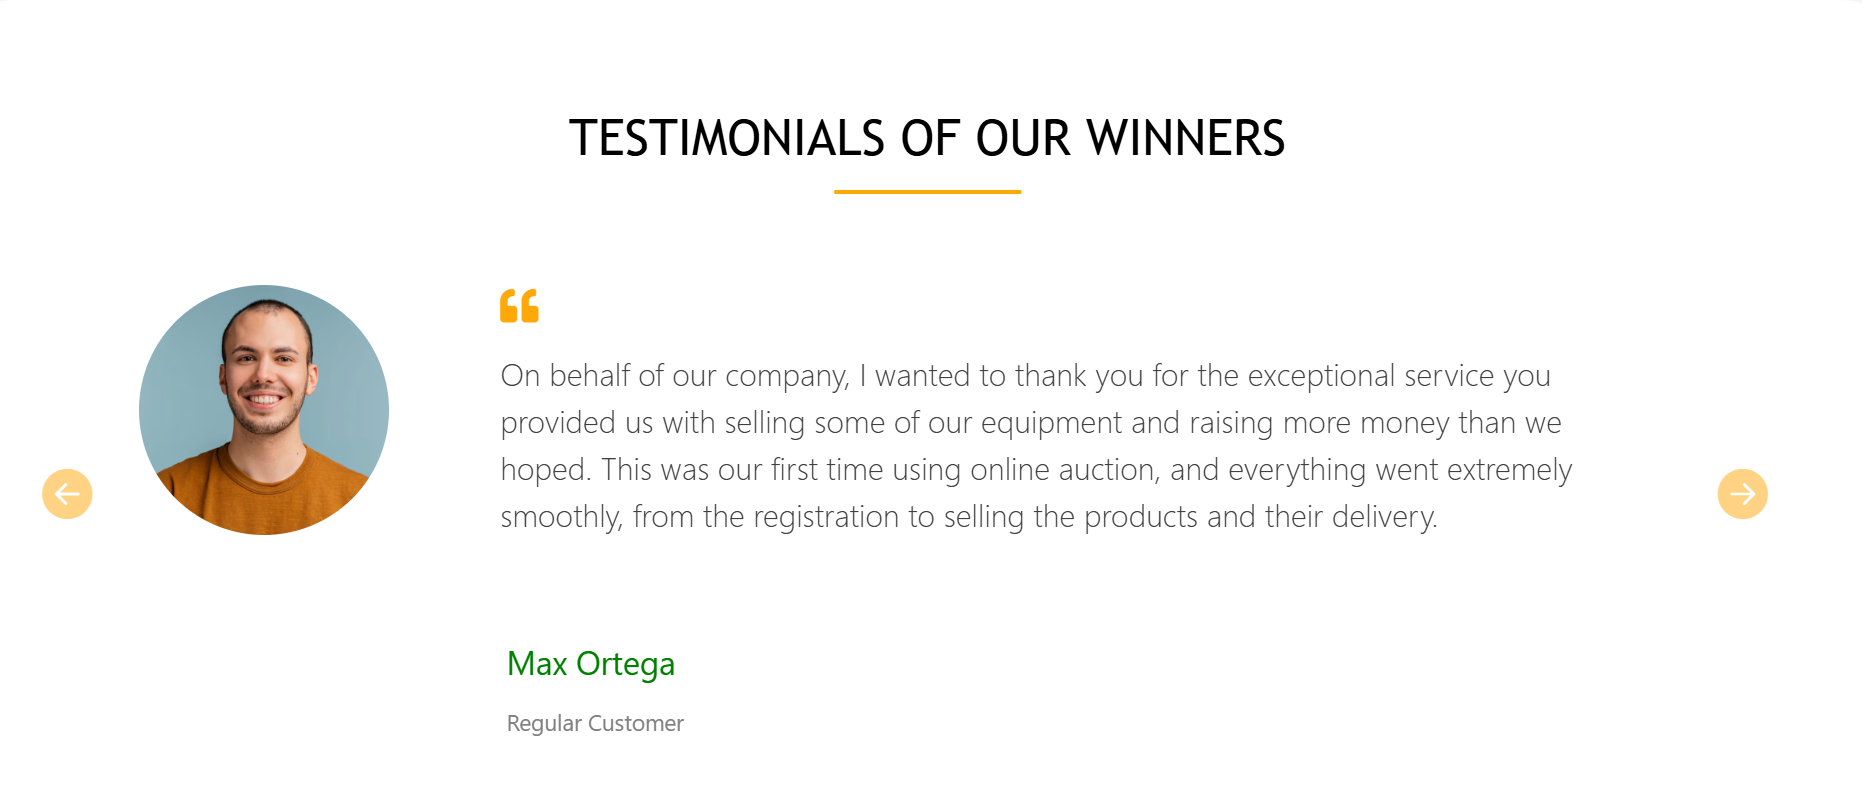 TESTIMONIALS OF OUR WINNERS
On behalf of our company, I wanted to thank you for the exceptional service you
provided us with selling some of our equipment and raising more money than we
hoped. This was our first time using online auction, and everything went extremely
smoothly, from the registration to selling the products and their delivery.
Max Ortega
Regular Customer